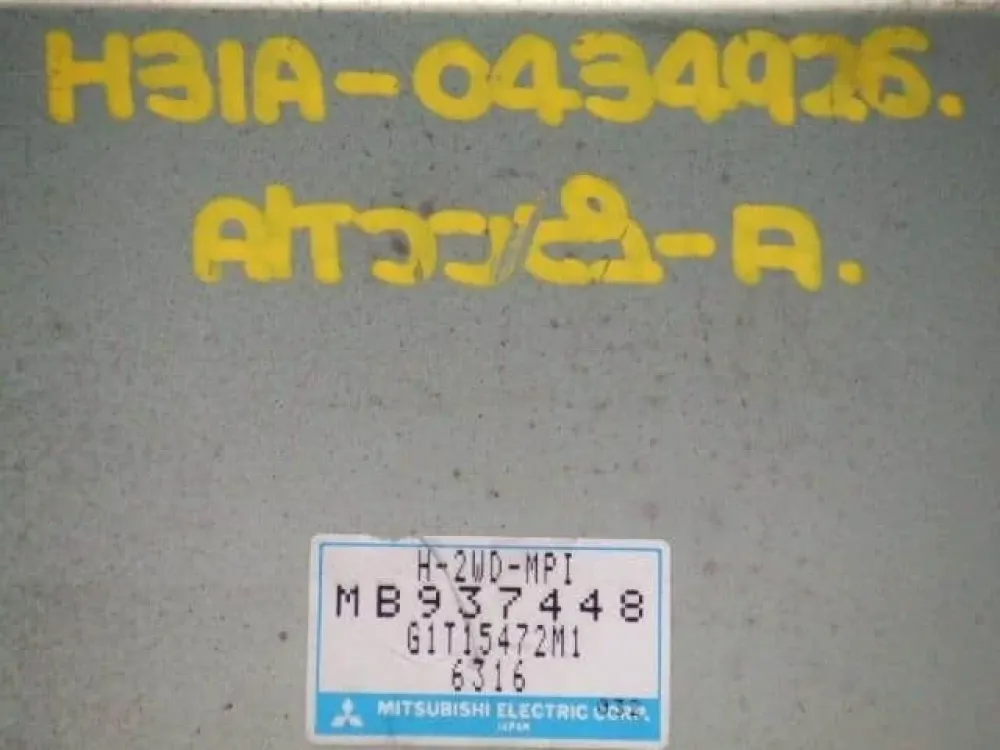 H31A-0434926.
H-2WD-MPI
MB937448
G1T15472M1
6316
MITSUBISHI ELECTRIC CORP.
JAPAN